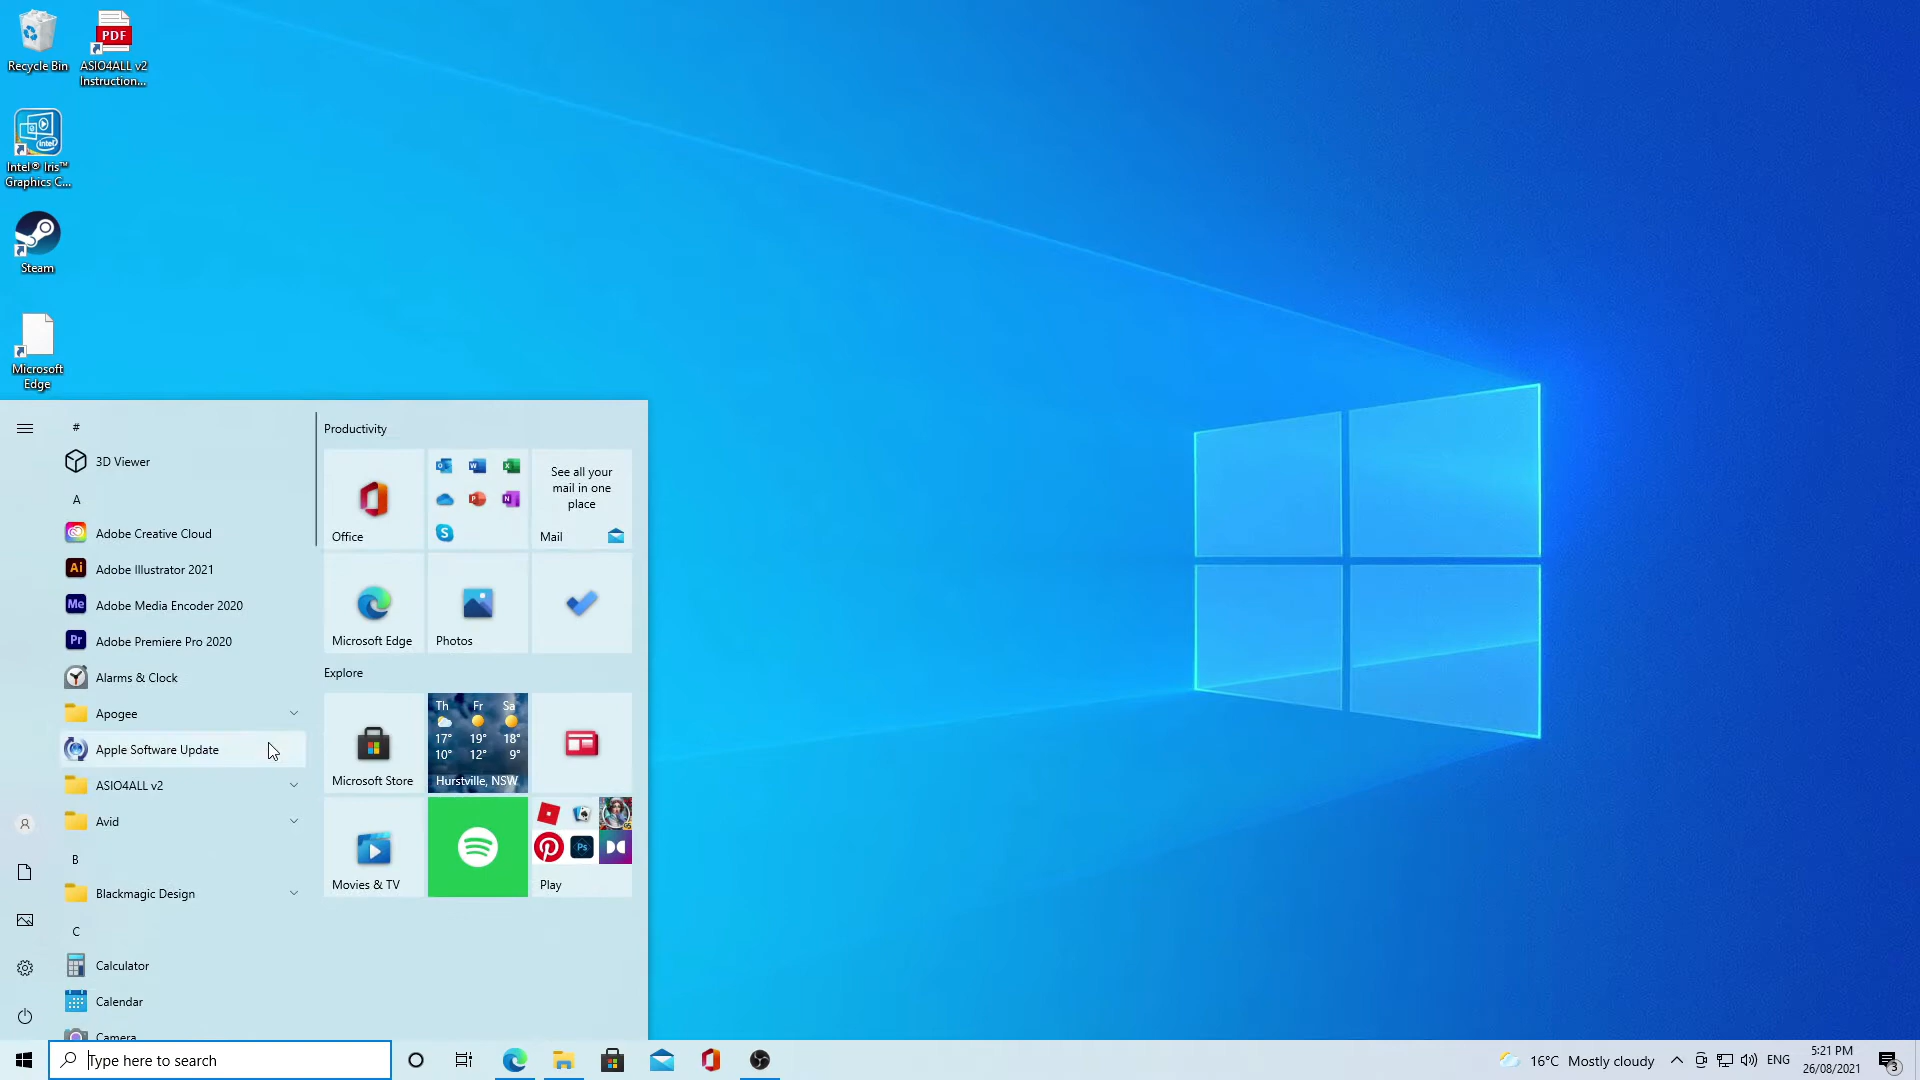 Recycle Bin
PDF
ASIO4ALL v2
Instruction...
intel
Intel® Iris™
Graphics C...
Steam
Microsoft
Edge
#
3D Viewer
A
Adobe Creative Cloud
Ai
Adobe Illustrator 2021
Me
Adobe Media Encoder 2020
Pr
Adobe Premiere Pro 2020
Alarms & Clock
Apogee
Apple Software Update
ASIO4ALL v2
Avid
B
Blackmagic Design
C
Calculator
Calendar
Camera
Productivity
Office
See all your
mail in one
place
Mail
Microsoft Edge
Photos
Explore
Microsoft Store
Th Fr Sa
17° 19° 18°
10° 12° 9°
Hurstville, NSW
Movies & TV
Ps
Play
Type here to search
16°C Mostly cloudy
ENG
5:21 PM
26/08/2021
3